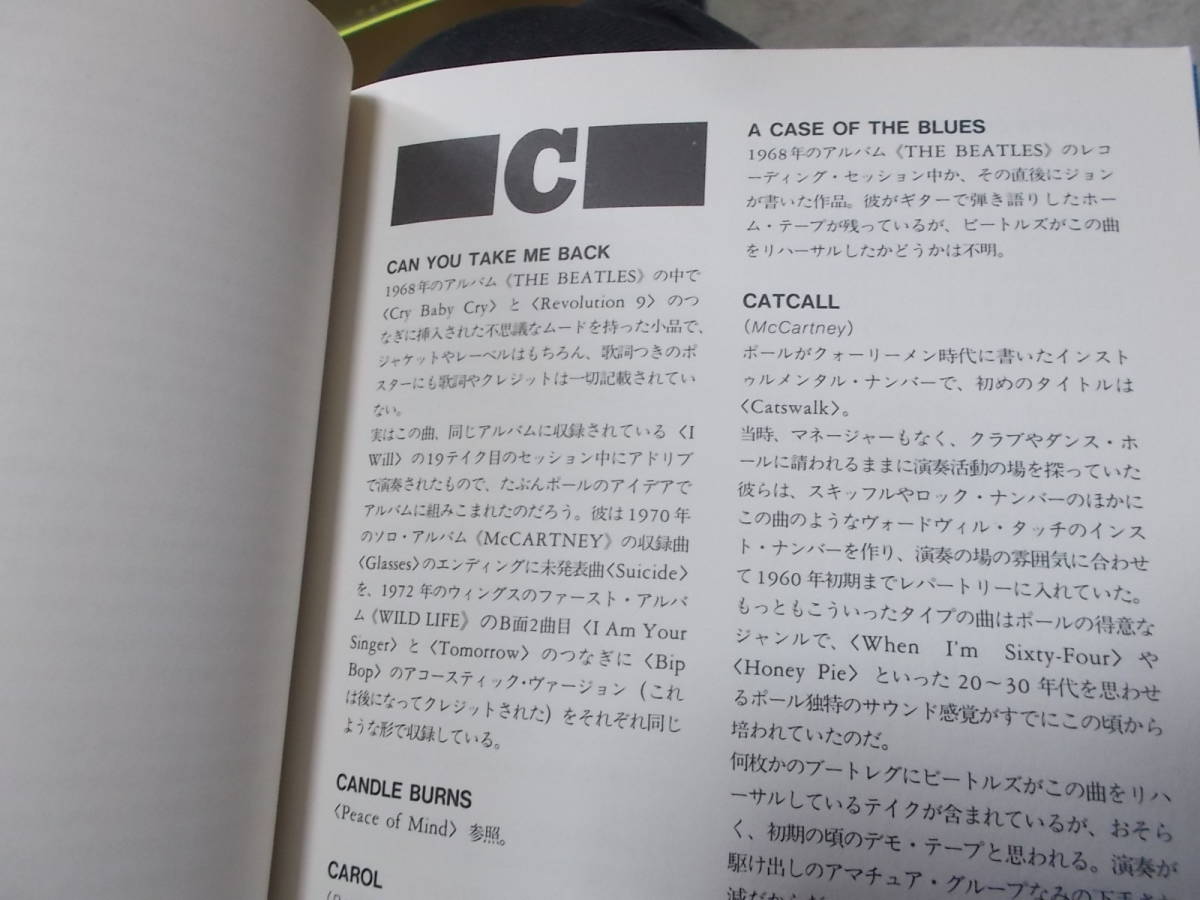 C
CAN YOU TAKE ME BACK
1968年のアルバム《THE BEATLES》の中で
〈Cry Baby Cry〉と〈Revolution 9〉のつ
なぎに挿入された不思議なムードを持った小品で、
ジャケットやレーベルはもちろん、歌詞つきのポ
スターにも歌詞やクレジットは一切記載されてい
ない。
実はこの曲、同じアルバムに収録されている〈I
Will〉の19テイク目のセッション中にアドリブ
で演奏されたもので、たぶんポールのアイデアで
アルバムに組みこまれたのだろう。彼は1970年
のソロ・アルバム《McCARTNEY》の収録曲
〈Glasses〉のエンディングに未発表曲〈Suicide〉
を、1972年のウィングスのファースト・アルバ
ム《WILD LIFE》のB面2曲目〈I Am Your
Singer〉と〈Tomorrow〉のつなぎに〈Bip
Bop〉のアコースティック・ヴァージョン(これ
は後になってクレジットされた)をそれぞれ同じ
ような形で収録している。
CANDLE BURNS
〈Peace of Mind〉参照。
CAROL
A CASE OF THE BLUES
1968年のアルバム《THE BEATLES》のレコ
ーディング・セッション中か、その直後にジョン
が書いた作品。彼がギターで弾き語りしたホー
ム・テープが残っているが、ビートルズがこの曲
をリハーサルしたかどうかは不明。
CATCALL
(McCartney)
ポールがクォーリーメン時代に書いたインスト
ゥルメンタル・ナンバーで、初めのタイトルは
〈Catswalk〉。
当時、マネージャーもなく、クラブやダンス・ホ
ールに請われるままに演奏活動の場を探っていた
彼らは、スキッフルやロック・ナンバーのほかに
この曲のようなヴォードヴィル・タッチのインス
ト・ナンバーを作り、演奏の場の雰囲気に合わせ
て1960年初期までレパートリーに入れていた。
もっともこういったタイプの曲はポールの得意な
ジャンルで、〈When I'm Sixty-Four〉や
〈Honey Pie〉といった20〜30年代を思わせ
るポール独特のサウンド感覚がすでにこの頃から
培われていたのだ。
何枚かのブートレグにビートルズがこの曲をリハ
ーサルしているテイクが含まれているが、おそら
く、初期の頃のデモ・テープと思われる。演奏が
駆け出しのアマチュア・グループなみの下手さ